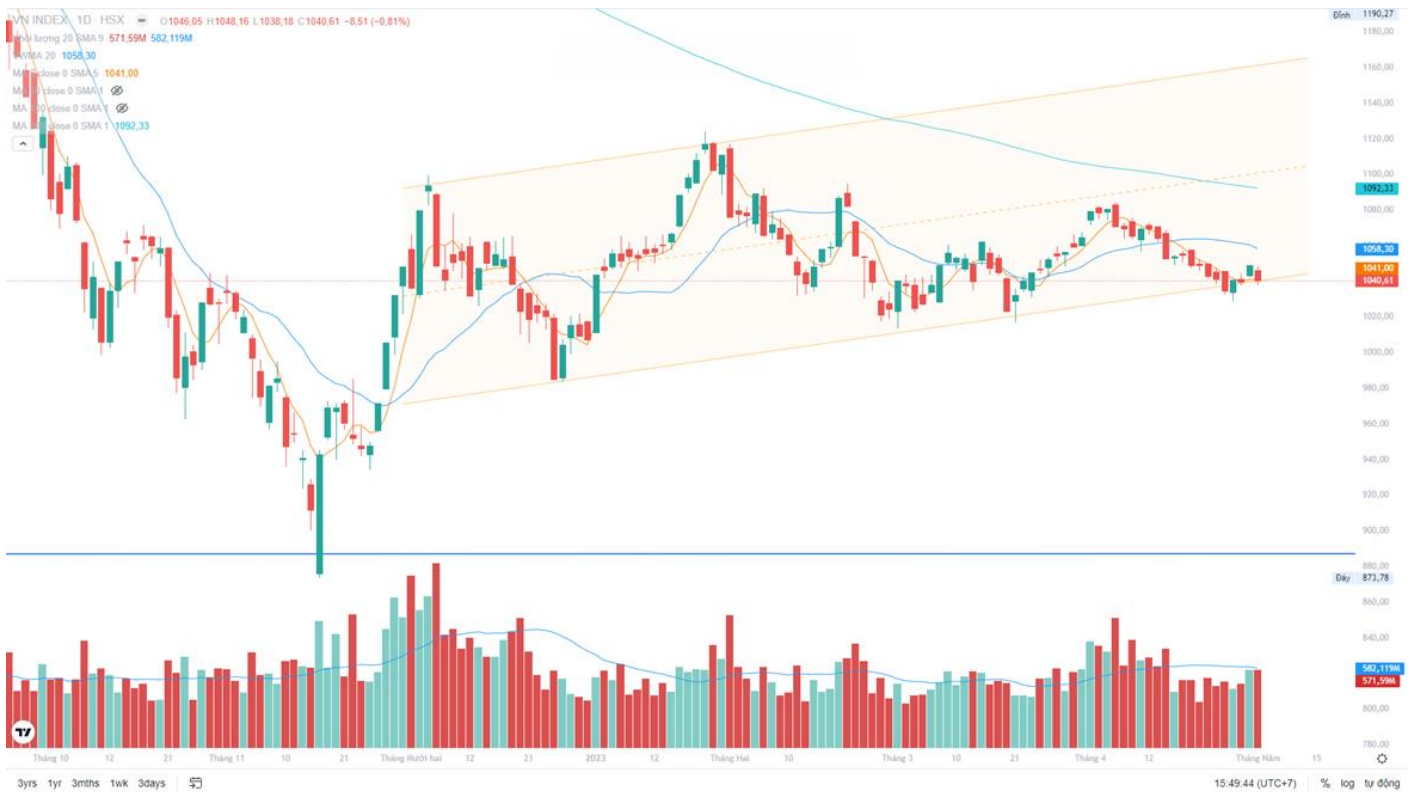 VN INDEX · 1D · HSX O1046,05 H1048,16 L1038,18 C1040,61 −8,51 (−0,81%)
Khối lượng 20 SMA 9 571,59M 582,119M
VWMA 20 1058,30
close 0 SMA 5 1041,00
close 0 SMA 1
close 0 SMA 1
close 0 SMA 1 1092,33
Đỉnh 1190,27
1180,00
1160,00
1140,00
1120,00
1100,00
1092,33
1080,00
1058,30
1041,00
1040,61
1020,00
1000,00
980,00
960,00
940,00
920,00
900,00
880,00
Đáy 873,78
860,00
840,00
582,119M
571,59M
800,00
780,00
Tháng 10 12 21 Tháng 11 10 21 Tháng Mười hai 12 21 2023 12 Tháng Hai 10 Tháng 3 10 21 Tháng 4 12 Tháng Năm 15
3yrs 1yr 3mths 1wk 3days 15:49:44 (UTC+7) % log tự động